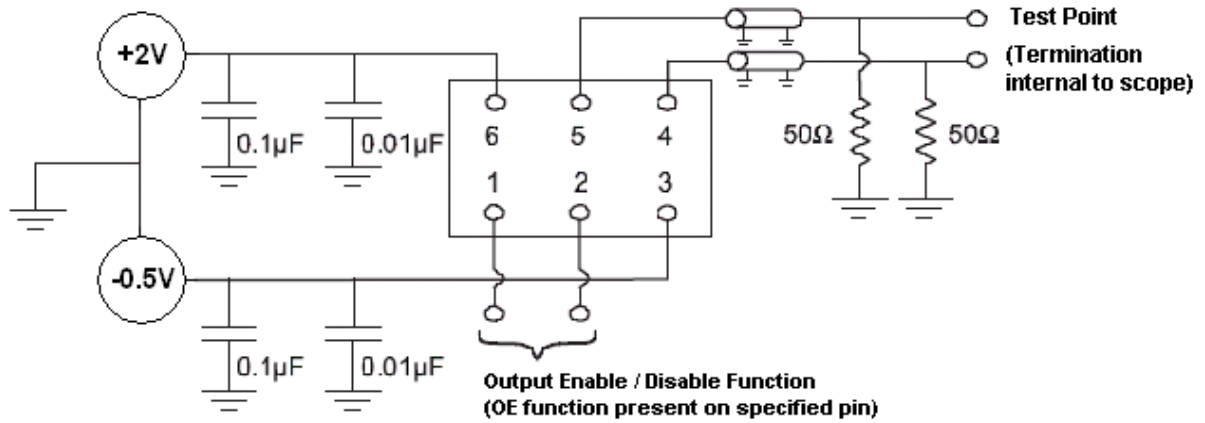 Test Point
+2V
(Termination
internal to scope)
0.1µF
0.01µF
6 5 4
50Ω
50Ω
1 2 3
-0.5V
0.1µF
0.01µF
Output Enable / Disable Function
(OE function present on specified pin)